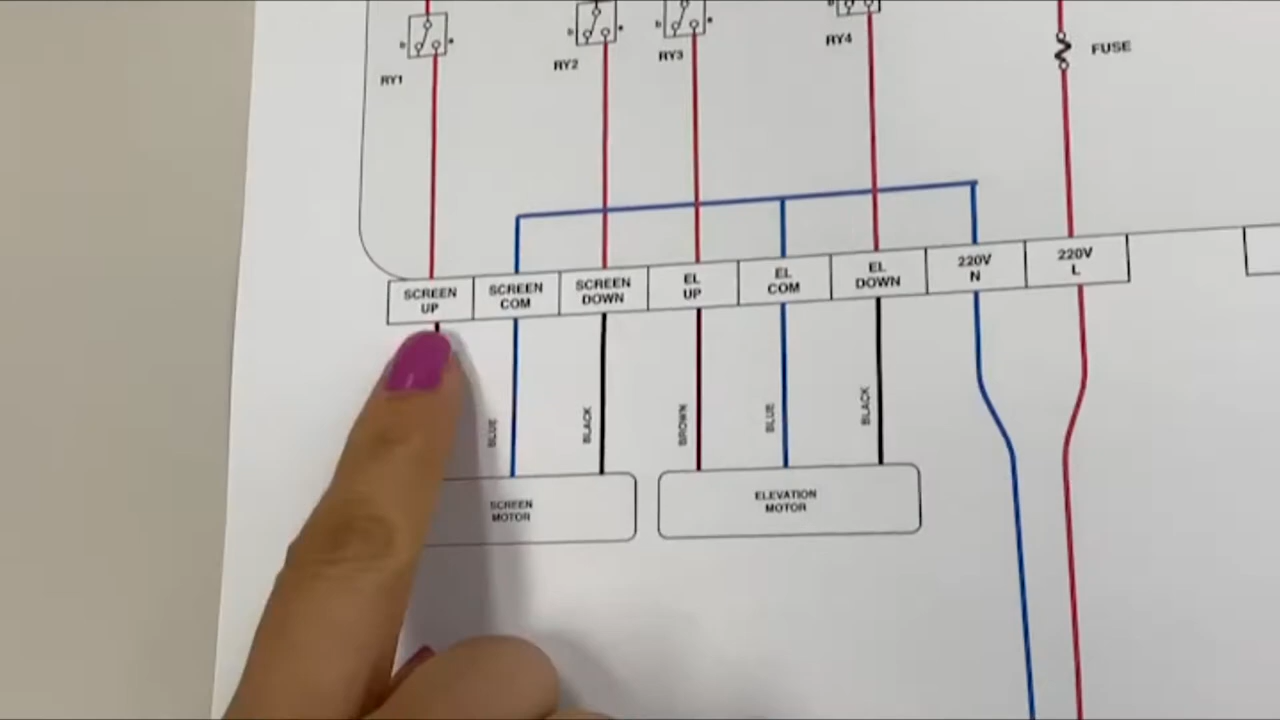 RY1
RY2
RY3
RY4
FUSE
SCREEN
UP
SCREEN
COM
SCREEN
DOWN
EL
UP
EL
COM
EL
DOWN
220V
N
220V
L
BLUE
BLACK
BROWN
BLUE
BLACK
SCREEN
MOTOR
ELEVATION
MOTOR